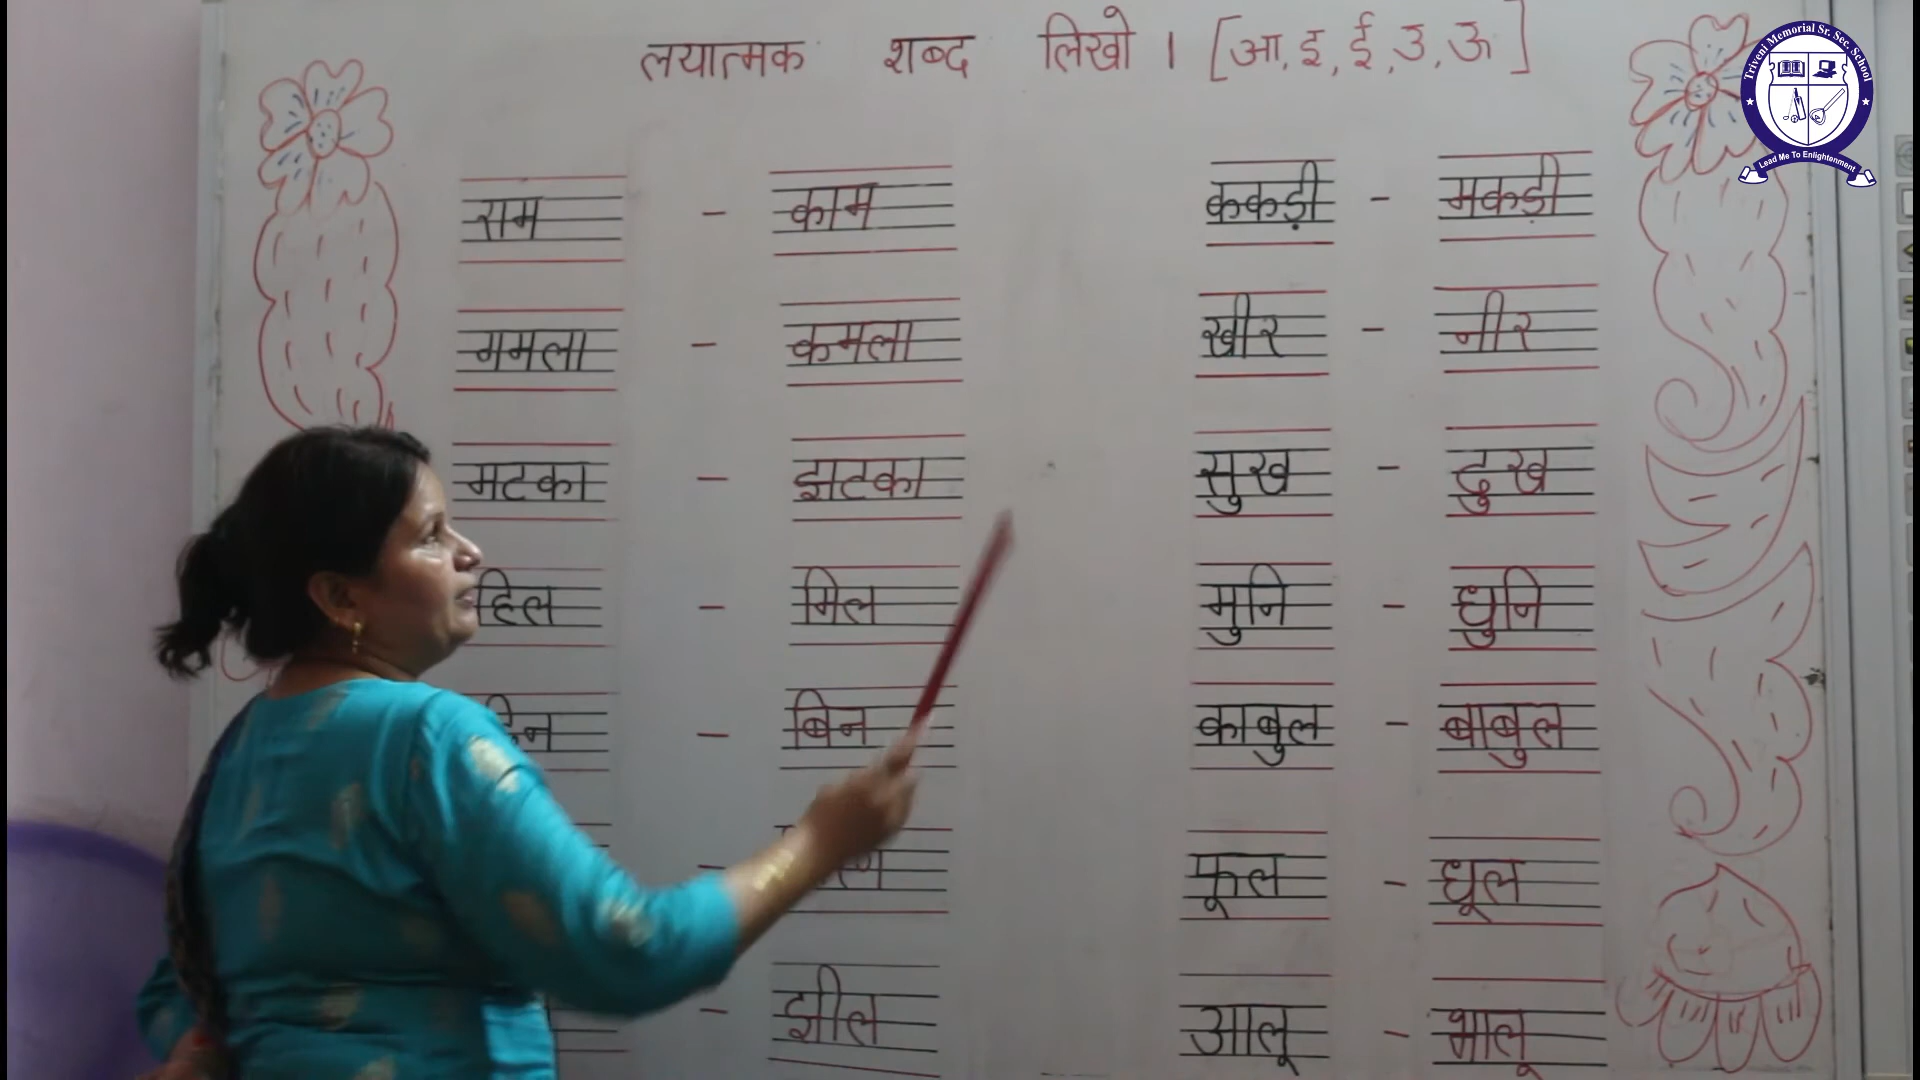 लयात्मक शब्द लिखो । [आ, इ, ई, उ, ऊ]
राम - काम
गमला - कमला
मटका - झटका
हिल - मिल
बिन
झील
ककड़ी - मकड़ी
खीर - नीर
सुख - दुख
मुनि - धुनि
काबुल - बाबुल
फूल - धूल
आलू - भालू
Triveni Memorial Sr. Sec. School
Lead Me To Enlightenment